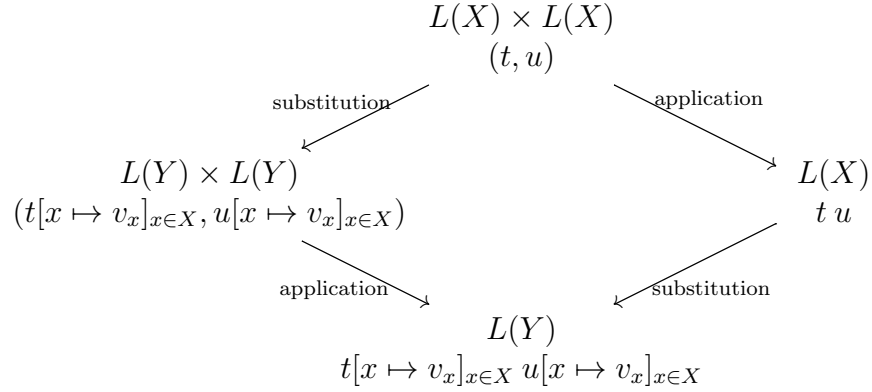 L(X) × L(X)
(t, u)
substitution
application
L(Y) × L(Y)
(t[x ↦ v_x]_{x∈X}, u[x ↦ v_x]_{x∈X})
L(X)
t u
application
substitution
L(Y)
t[x ↦ v_x]_{x∈X} u[x ↦ v_x]_{x∈X}